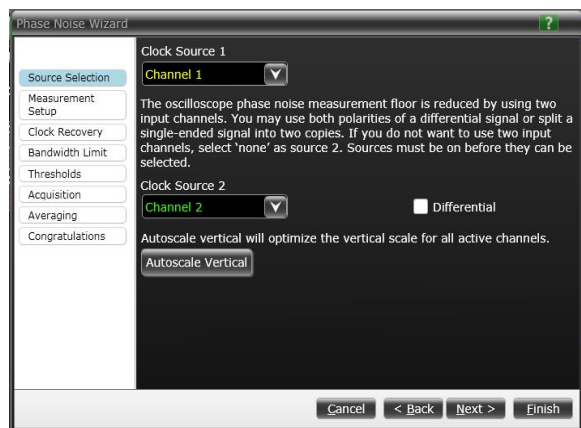 Phase Noise Wizard
?
Source Selection
Measurement
Setup
Clock Recovery
Bandwidth Limit
Thresholds
Acquisition
Averaging
Congratulations
Clock Source 1
Channel 1
The oscilloscope phase noise measurement floor is reduced by using two
input channels. You may use both polarities of a differential signal or split a
single-ended signal into two copies. If you do not want to use two input
channels, select 'none' as source 2. Sources must be on before they can be
selected.
Clock Source 2
Channel 2
Differential
Autoscale vertical will optimize the vertical scale for all active channels.
Autoscale Vertical
Cancel
< Back
Next >
Finish